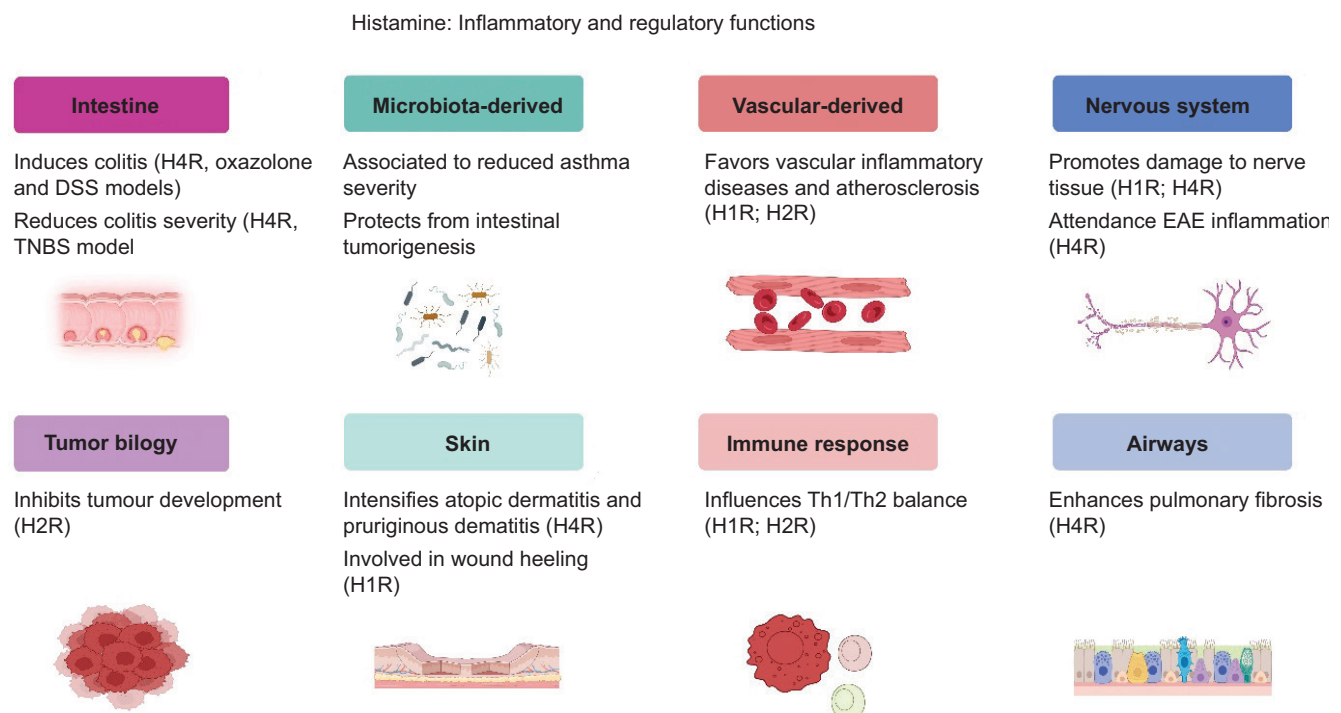 Histamine: Inflammatory and regulatory functions
Intestine
Induces colitis (H4R, oxazolone
and DSS models)
Reduces colitis severity (H4R,
TNBS model
Microbiota-derived
Associated to reduced asthma
severity
Protects from intestinal
tumorigenesis
Vascular-derived
Favors vascular inflammatory
diseases and atherosclerosis
(H1R; H2R)
Nervous system
Promotes damage to nerve
tissue (H1R; H4R)
Attendance EAE inflammation
(H4R)
Tumor bilogy
Inhibits tumour development
(H2R)
Skin
Intensifies atopic dermatitis and
pruriginous dematitis (H4R)
Involved in wound heeling
(H1R)
Immune response
Influences Th1/Th2 balance
(H1R; H2R)
Airways
Enhances pulmonary fibrosis
(H4R)